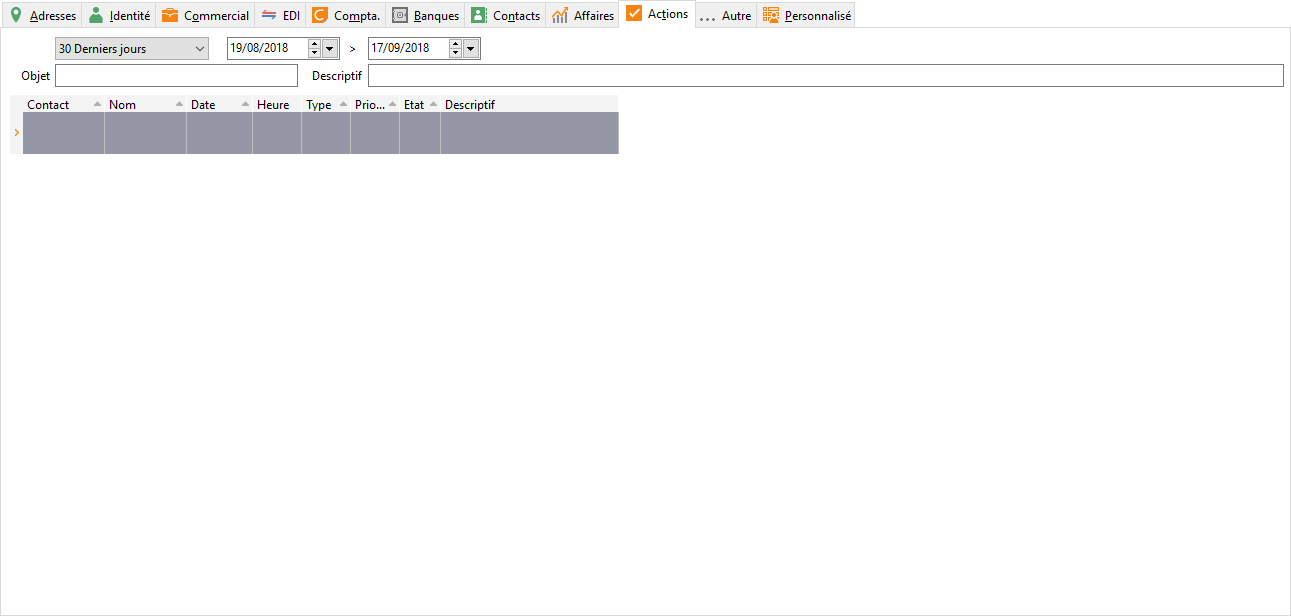 Adresses Identité Commercial EDI Compta. Banques Contacts Affaires Actions ... Autre Personnalisé
30 Derniers jours 19/08/2018 > 17/09/2018
Objet Descriptif
Contact Nom Date Heure Type Prio... Etat Descriptif